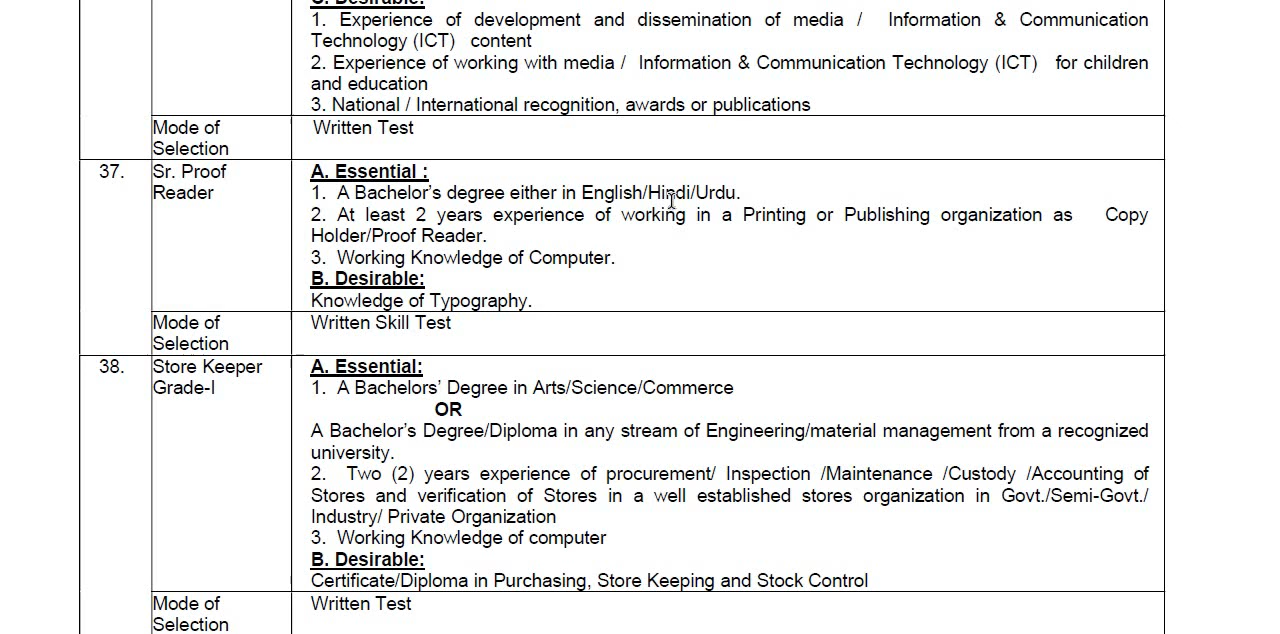 C. Desirable:
1. Experience of development and dissemination of media / Information & Communication
Technology (ICT) content
2. Experience of working with media / Information & Communication Technology (ICT) for children
and education
3. National / International recognition, awards or publications
Mode of
Selection
Written Test
37.
Sr. Proof
Reader
A. Essential :
1. A Bachelor's degree either in English/Hindi/Urdu.
2. At least 2 years experience of working in a Printing or Publishing organization as Copy
Holder/Proof Reader.
3. Working Knowledge of Computer.
B. Desirable:
Knowledge of Typography.
Mode of
Selection
Written Skill Test
38.
Store Keeper
Grade-I
A. Essential:
1. A Bachelors' Degree in Arts/Science/Commerce
OR
A Bachelor's Degree/Diploma in any stream of Engineering/material management from a recognized
university.
2. Two (2) years experience of procurement/ Inspection /Maintenance /Custody /Accounting of
Stores and verification of Stores in a well established stores organization in Govt./Semi-Govt./
Industry/ Private Organization
3. Working Knowledge of computer
B. Desirable:
Certificate/Diploma in Purchasing, Store Keeping and Stock Control
Mode of
Selection
Written Test